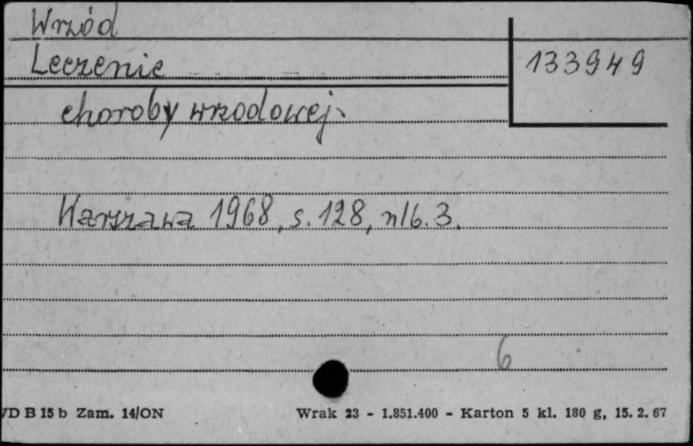 Wrzód
Leczenie
133949
choroby wrzodowej.
Warszawa 1968, s. 128, nlb. 3.
6
/D B 15 b Zam. 14/ON
Wrak 23 - 1.851.400 - Karton 5 kl. 180 g, 15. 2. 67